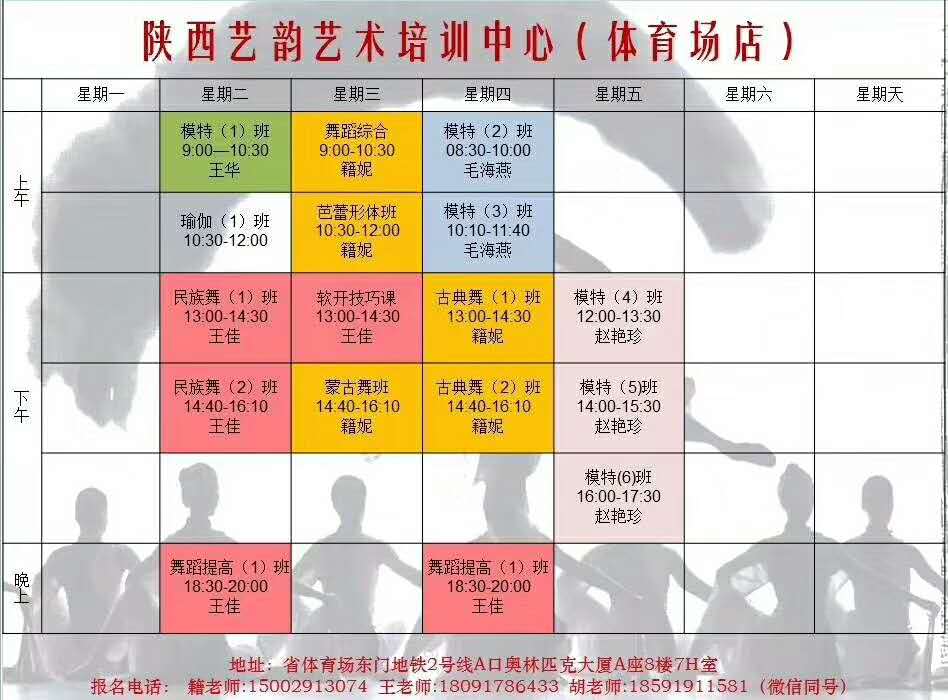 陕西艺韵艺术培训中心（体育场店）
星期一 星期二 星期三 星期四 星期五 星期六 星期天
上午
模特（1）班
9:00—10:30
王华
舞蹈综合
9:00-10:30
籍妮
模特（2）班
08:30-10:00
毛海燕
瑜伽（1）班
10:30-12:00
芭蕾形体班
10:30-12:00
籍妮
模特（3）班
10:10-11:40
毛海燕
下午
民族舞（1）班
13:00-14:30
王佳
软开技巧课
13:00-14:30
王佳
古典舞（1）班
13:00-14:30
籍妮
模特（4）班
12:00-13:30
赵艳珍
民族舞（2）班
14:40-16:10
王佳
蒙古舞班
14:40-16:10
籍妮
古典舞（2）班
14:40-16:10
籍妮
模特（5)班
14:00-15:30
赵艳珍
模特(6)班
16:00-17:30
赵艳珍
晚上
舞蹈提高（1）班
18:30-20:00
王佳
舞蹈提高（1）班
18:30-20:00
王佳
地址：省体育场东门地铁2号线A口奥林匹克大厦A座8楼7H室
报名电话： 籍老师:15002913074 王老师:18091786433 胡老师:18591911581（微信同号）